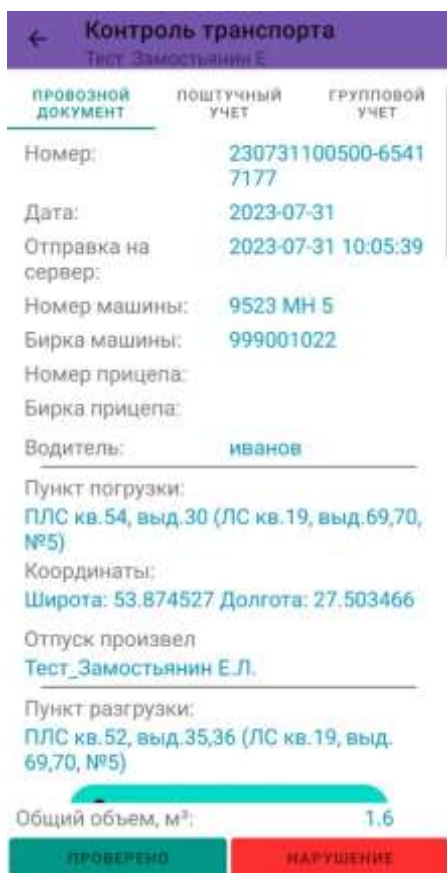 Контроль транспорта
Тест_Замостьянин Е
ПРОВОЗНОЙ ДОКУМЕНТ
ПОШТУЧНЫЙ УЧЕТ
ГРУППОВОЙ УЧЕТ
Номер: 230731100500-6541
7177
Дата: 2023-07-31
Отправка на сервер: 2023-07-31 10:05:39
Номер машины: 9523 МН 5
Бирка машины: 999001022
Номер прицепа:
Бирка прицепа:
Водитель: иванов
Пункт погрузки:
ПЛС кв.54, выд.30 (ЛС кв.19, выд.69,70,
№5)
Координаты:
Широта: 53.874527 Долгота: 27.503466
Отпуск произвел
Тест_Замостьянин Е.Л.
Пункт разгрузки:
ПЛС кв.52, выд.35,36 (ЛС кв.19, выд.
69,70, №5)
Общий объем, м³: 1.6
ПРОВЕРЕНО
НАРУШЕНИЕ